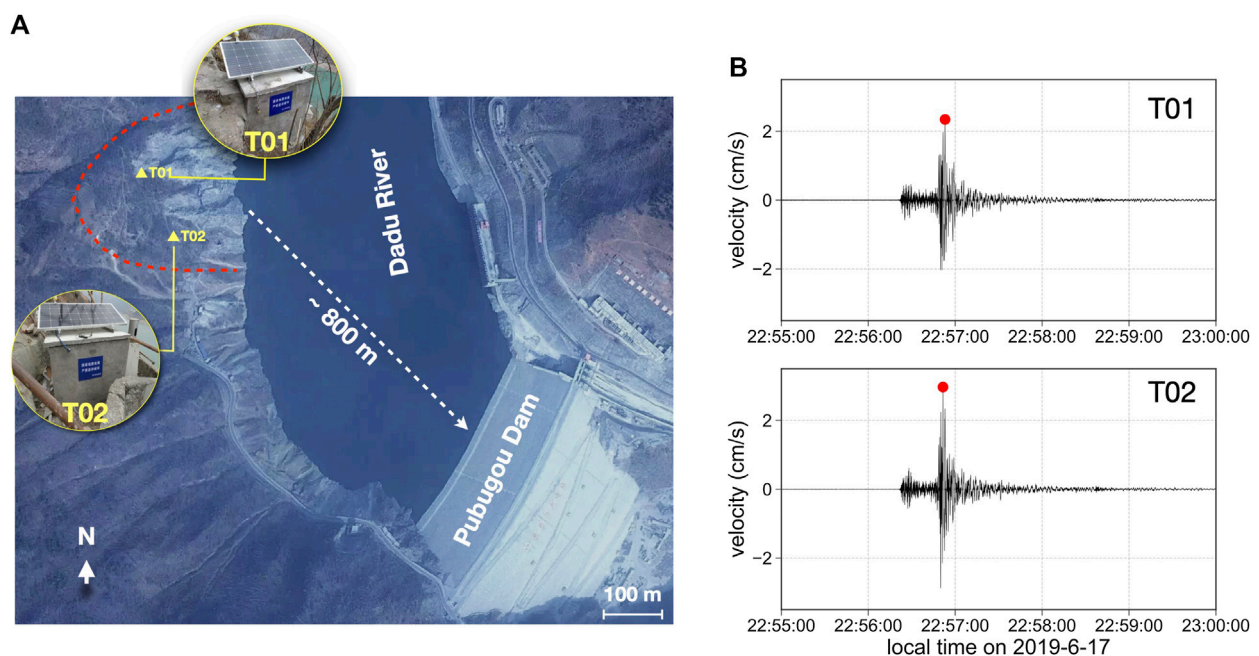 A
T01
T01
T02
T02
Dadu River
~ 800 m
Pubugou Dam
N
100 m
B
T01
velocity (cm/s)
2
0
−2
22:55:00 22:56:00 22:57:00 22:58:00 22:59:00 23:00:00
T02
velocity (cm/s)
2
0
−2
22:55:00 22:56:00 22:57:00 22:58:00 22:59:00 23:00:00
local time on 2019-6-17